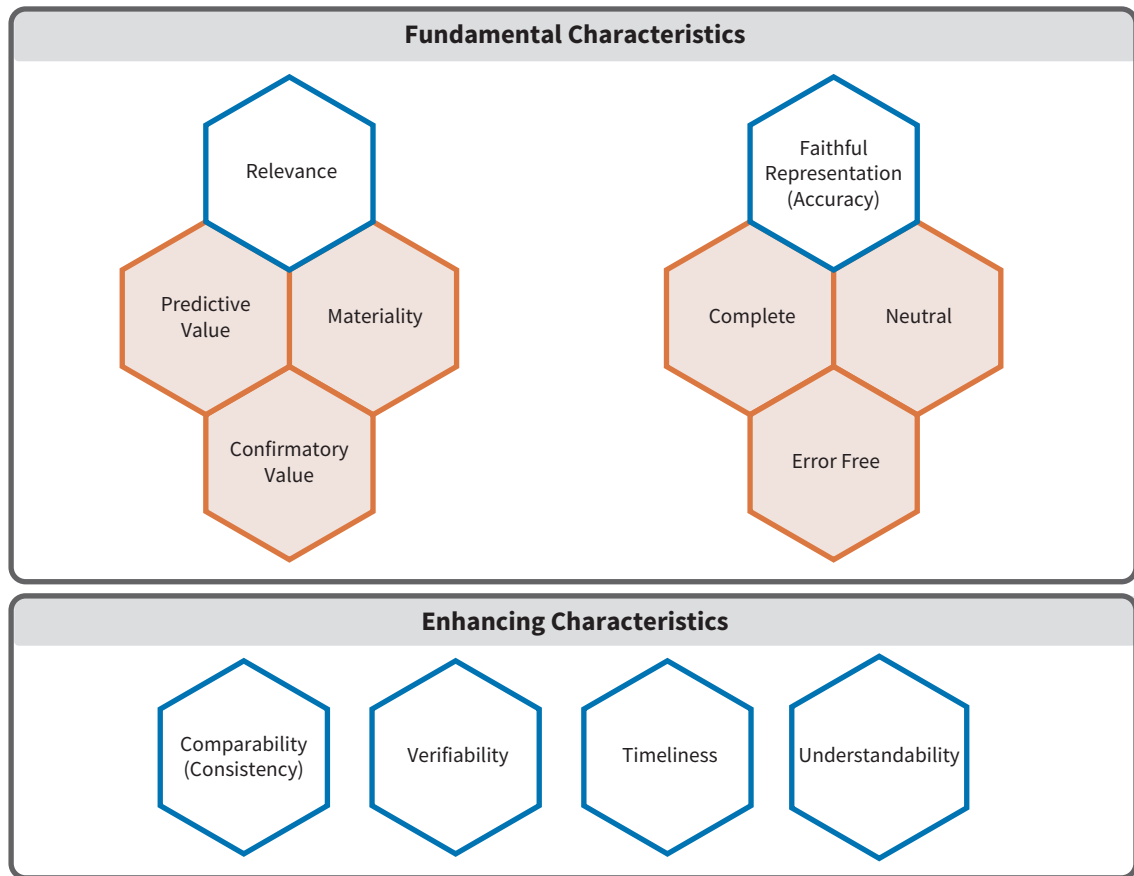 Fundamental Characteristics
Relevance
Predictive
Value
Materiality
Confirmatory
Value
Faithful
Representation
(Accuracy)
Complete
Neutral
Error Free
Enhancing Characteristics
Comparability
(Consistency)
Verifiability
Timeliness
Understandability